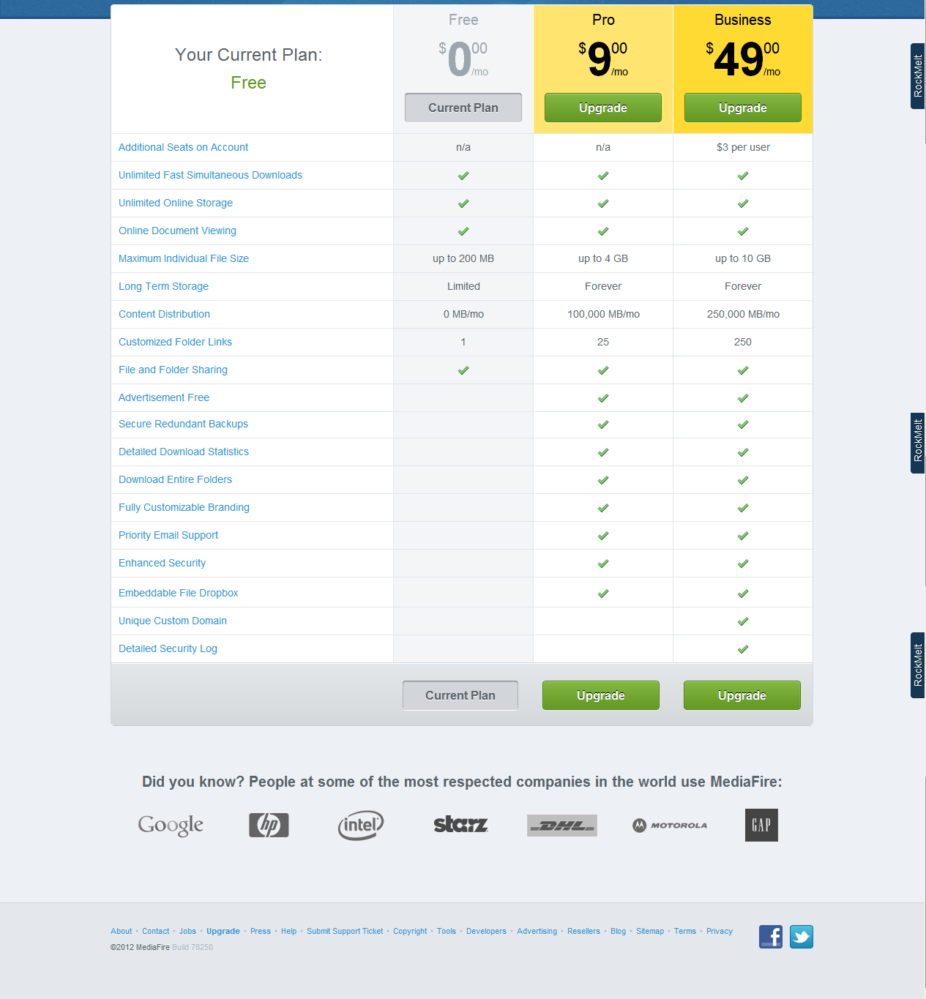 Free
Pro
Business
Your Current Plan:
Free
$0 00 /mo
$9 00 /mo
$49 00 /mo
Current Plan
Upgrade
Upgrade
RockMelt
Additional Seats on Account n/a n/a $3 per user
Unlimited Fast Simultaneous Downloads
Unlimited Online Storage
Online Document Viewing
Maximum Individual File Size up to 200 MB up to 4 GB up to 10 GB
Long Term Storage Limited Forever Forever
Content Distribution 0 MB/mo 100,000 MB/mo 250,000 MB/mo
Customized Folder Links 1 25 250
File and Folder Sharing
Advertisement Free
Secure Redundant Backups
RockMelt
Detailed Download Statistics
Download Entire Folders
Fully Customizable Branding
Priority Email Support
Enhanced Security
Embeddable File Dropbox
Unique Custom Domain
Detailed Security Log
RockMelt
Current Plan
Upgrade
Upgrade
Did you know? People at some of the most respected companies in the world use MediaFire:
Google hp intel starz DHL MOTOROLA GAP
About • Contact • Jobs • Upgrade • Press • Help • Submit Support Ticket • Copyright • Tools • Developers • Advertising • Resellers • Blog • Sitemap • Terms • Privacy
©2012 MediaFire Build 78250
f